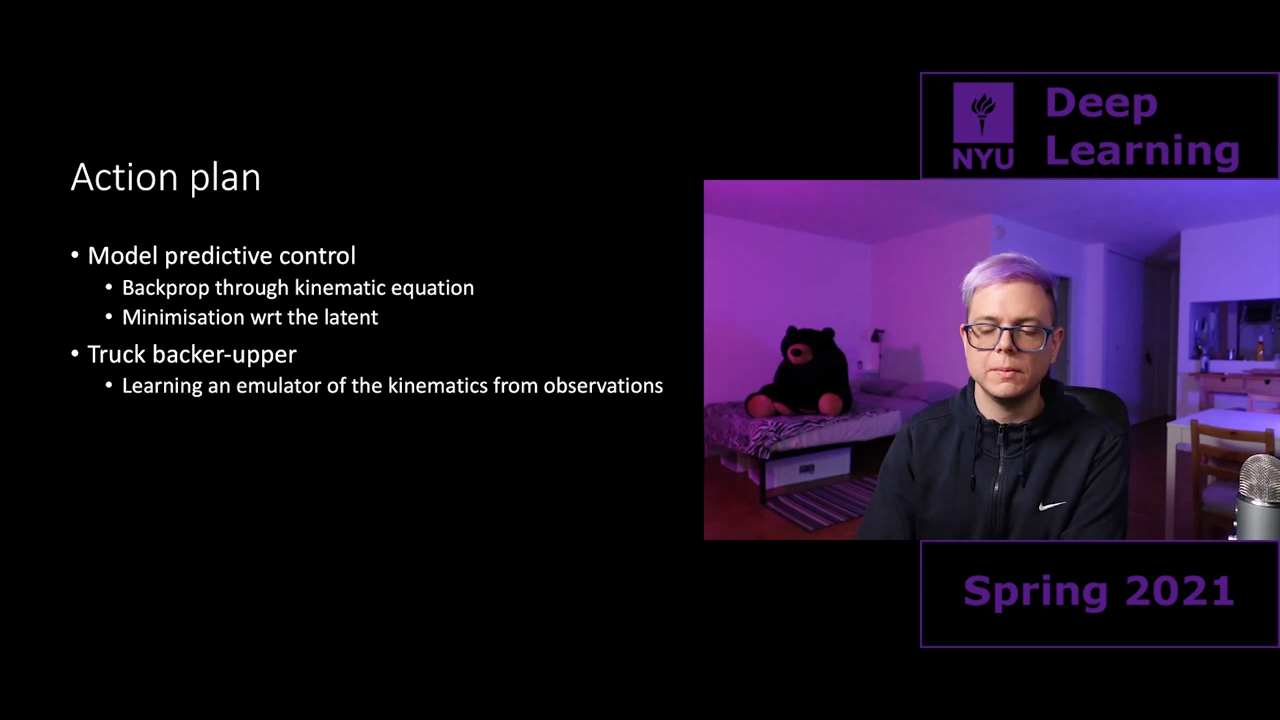 Action plan
• Model predictive control
• Backprop through kinematic equation
• Minimisation wrt the latent
• Truck backer-upper
• Learning an emulator of the kinematics from observations
NYU
Deep
Learning
Spring 2021